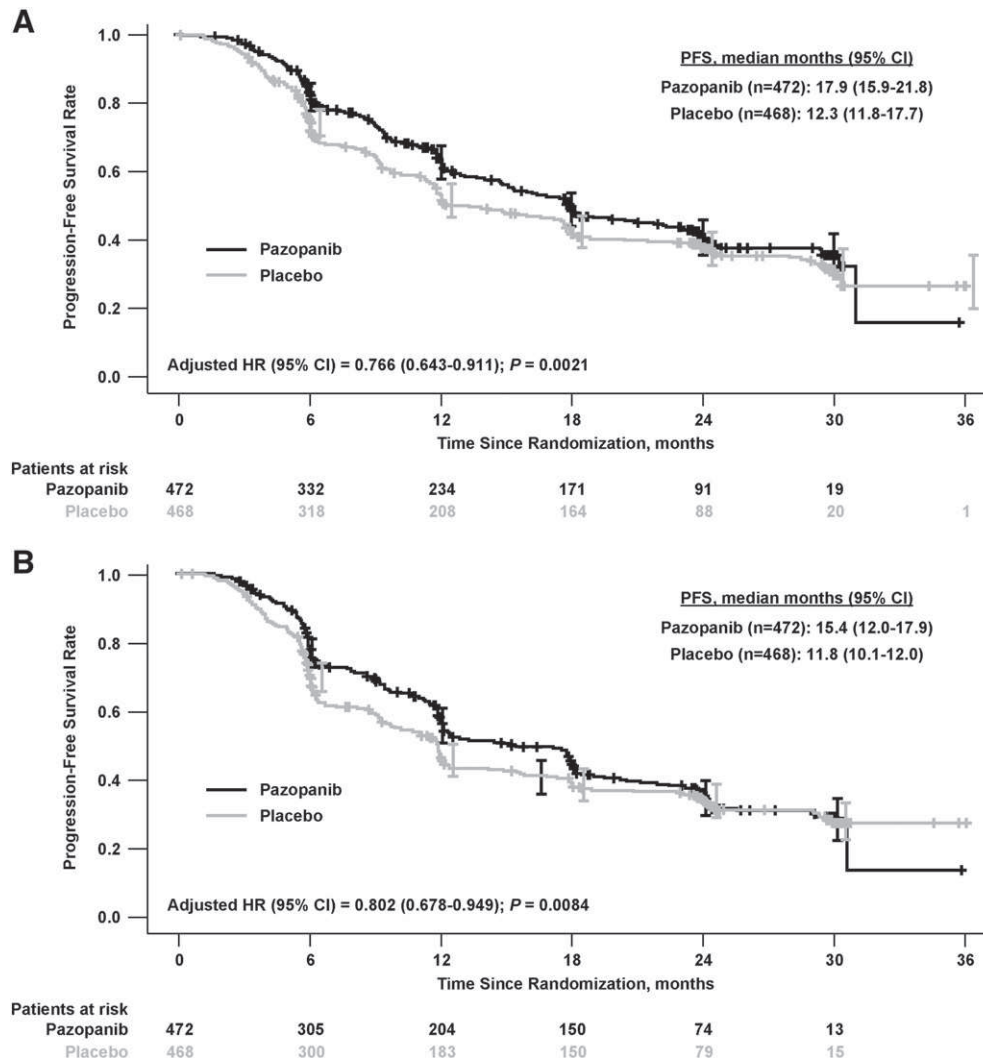 A
1.0
0.8
0.6
0.4
0.2
0.0
Progression-Free Survival Rate
PFS, median months (95% CI)
Pazopanib (n=472): 17.9 (15.9-21.8)
Placebo (n=468): 12.3 (11.8-17.7)
Pazopanib
Placebo
Adjusted HR (95% CI) = 0.766 (0.643-0.911); P = 0.0021
0 6 12 18 24 30 36
Time Since Randomization, months
Patients at risk
Pazopanib 472 332 234 171 91 19
Placebo 468 318 208 164 88 20 1
B
1.0
0.8
0.6
0.4
0.2
0.0
Progression-Free Survival Rate
PFS, median months (95% CI)
Pazopanib (n=472): 15.4 (12.0-17.9)
Placebo (n=468): 11.8 (10.1-12.0)
Pazopanib
Placebo
Adjusted HR (95% CI) = 0.802 (0.678-0.949); P = 0.0084
0 6 12 18 24 30 36
Time Since Randomization, months
Patients at risk
Pazopanib 472 305 204 150 74 13
Placebo 468 300 183 150 79 15